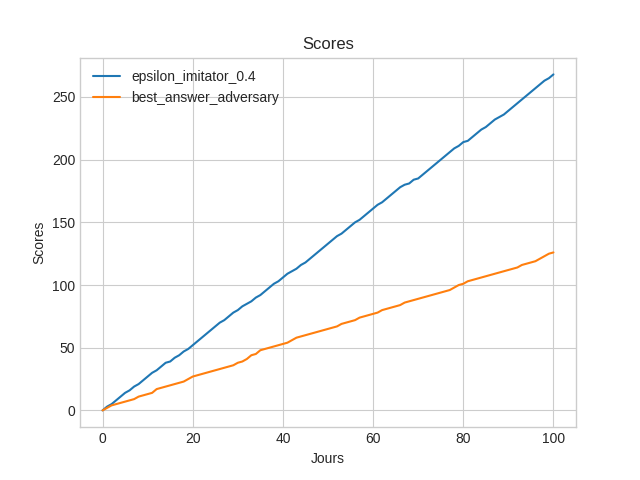 Scores
epsilon_imitator_0.4
best_answer_adversary
250
200
150
100
50
0
Scores
0 20 40 60 80 100
Jours